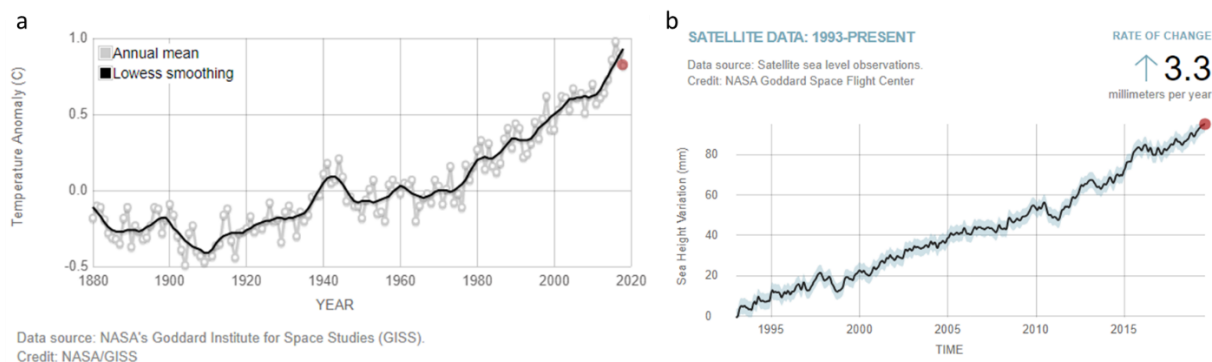 a
1.0
0.5
0.0
-0.5
Temperature Anomaly (C)
Annual mean
Lowess smoothing
1880 1900 1920 1940 1960 1980 2000 2020
YEAR
Data source: NASA's Goddard Institute for Space Studies (GISS).
Credit: NASA/GISS
b
SATELLITE DATA: 1993-PRESENT
Data source: Satellite sea level observations.
Credit: NASA Goddard Space Flight Center
RATE OF CHANGE
↑ 3.3
millimeters per year
Sea Height Variation (mm)
80
60
40
20
0
1995 2000 2005 2010 2015
TIME